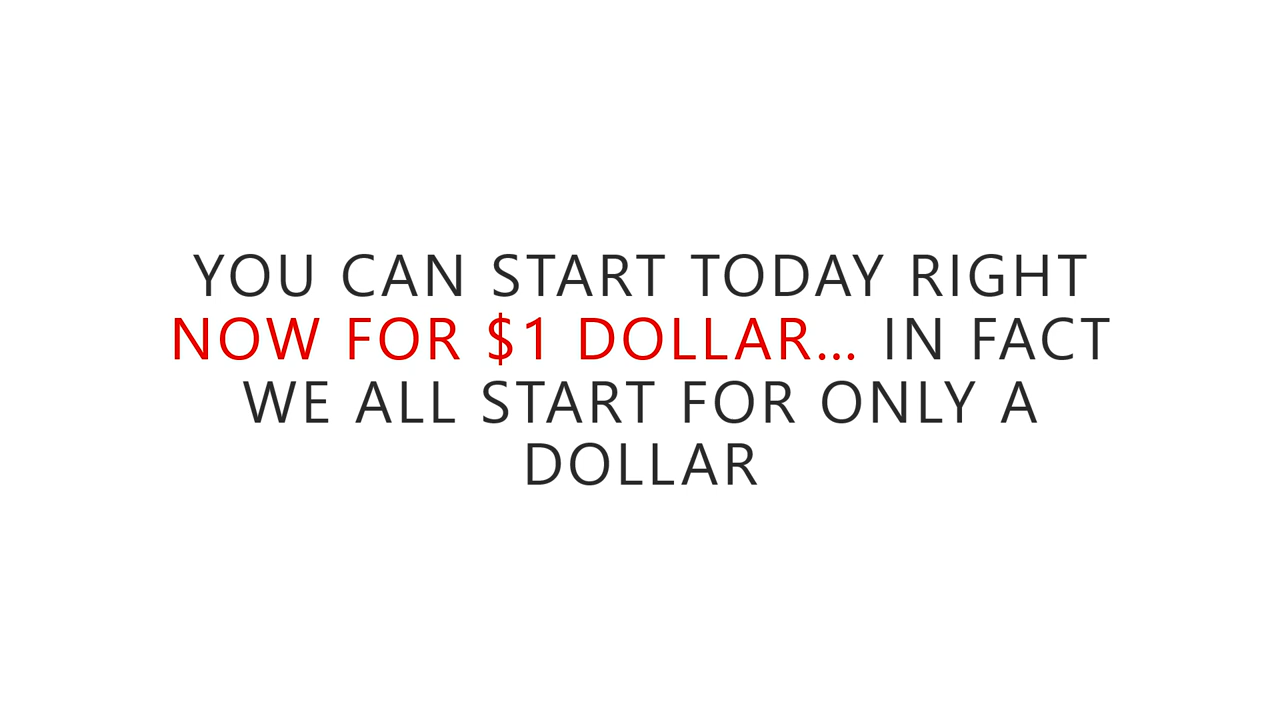 YOU CAN START TODAY RIGHT
NOW FOR $1 DOLLAR... IN FACT
WE ALL START FOR ONLY A
DOLLAR